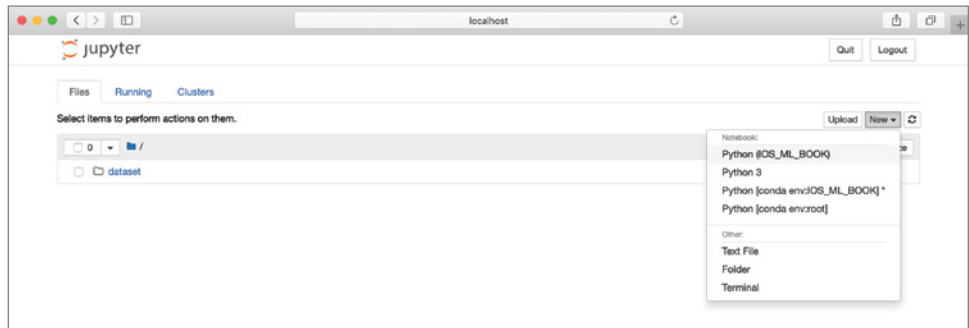 localhost
jupyter
Quit Logout
Files Running Clusters
Select items to perform actions on them.
Upload New
0 /
dataset
Notebook:
Python (IOS_ML_BOOK)
Python 3
Python [conda env:IOS_ML_BOOK] *
Python [conda env:root]
Other:
Text File
Folder
Terminal